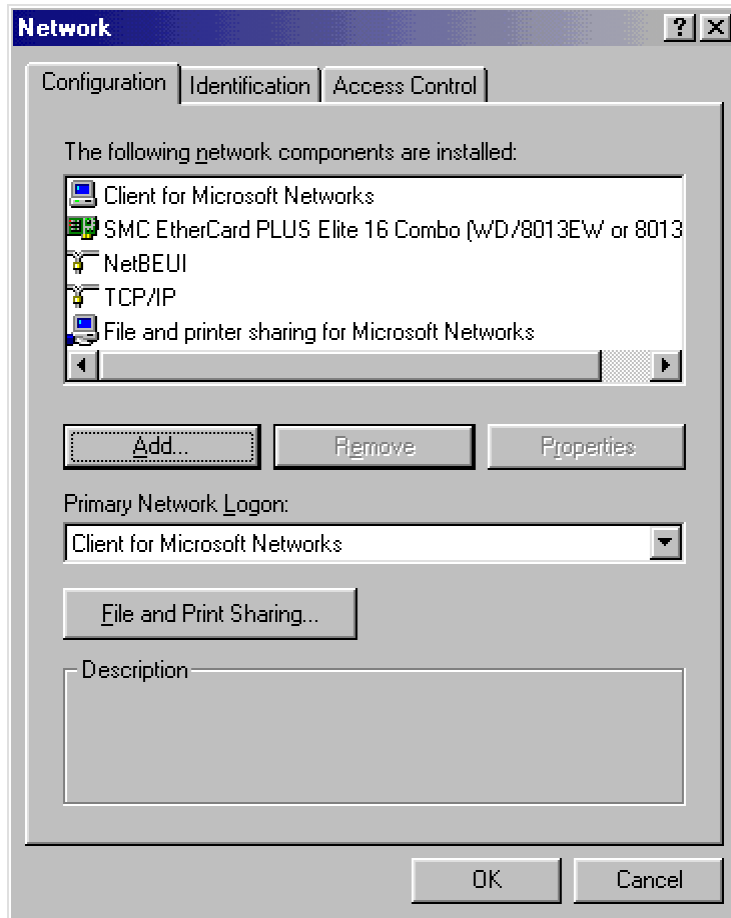 Network
Configuration Identification Access Control
The following network components are installed:
Client for Microsoft Networks
SMC EtherCard PLUS Elite 16 Combo (WD/8013EW or 8013
NetBEUI
TCP/IP
File and printer sharing for Microsoft Networks
Add... Remove Properties
Primary Network Logon:
Client for Microsoft Networks
File and Print Sharing...
Description
OK Cancel